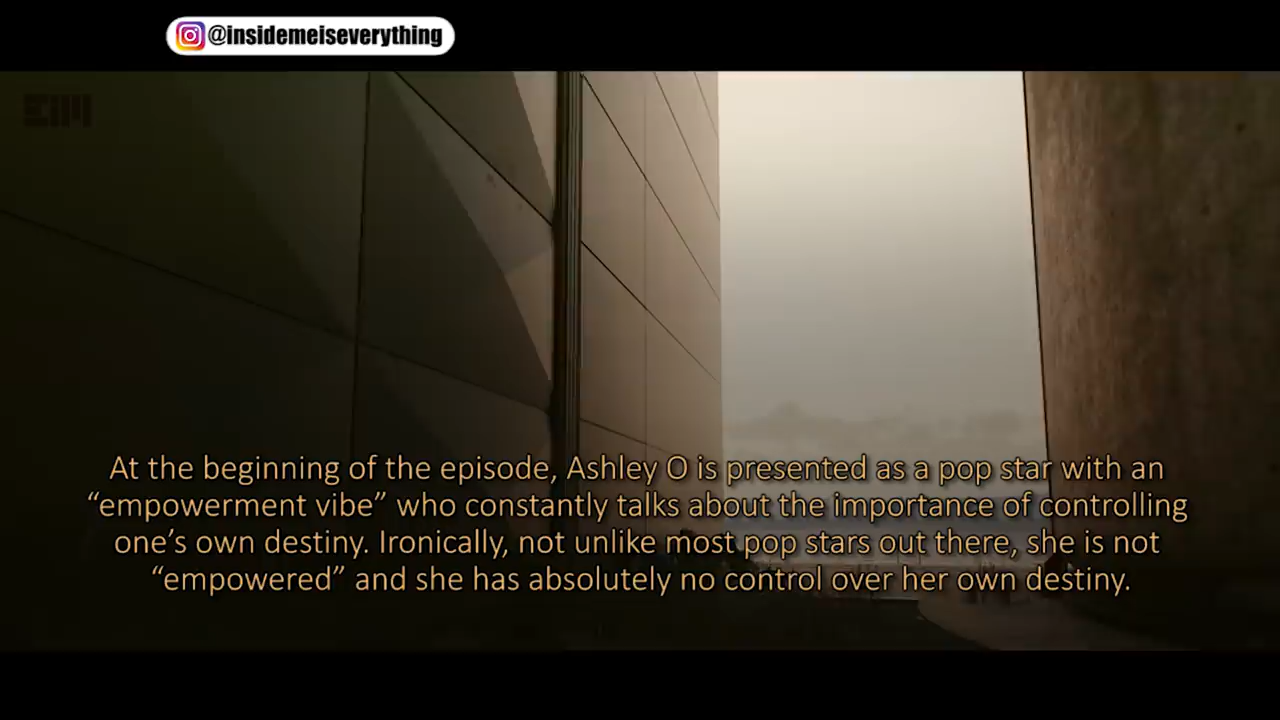 @insidemeiseverything
At the beginning of the episode, Ashley O is presented as a pop star with an
“empowerment vibe” who constantly talks about the importance of controlling
one’s own destiny. Ironically, not unlike most pop stars out there, she is not
“empowered” and she has absolutely no control over her own destiny.